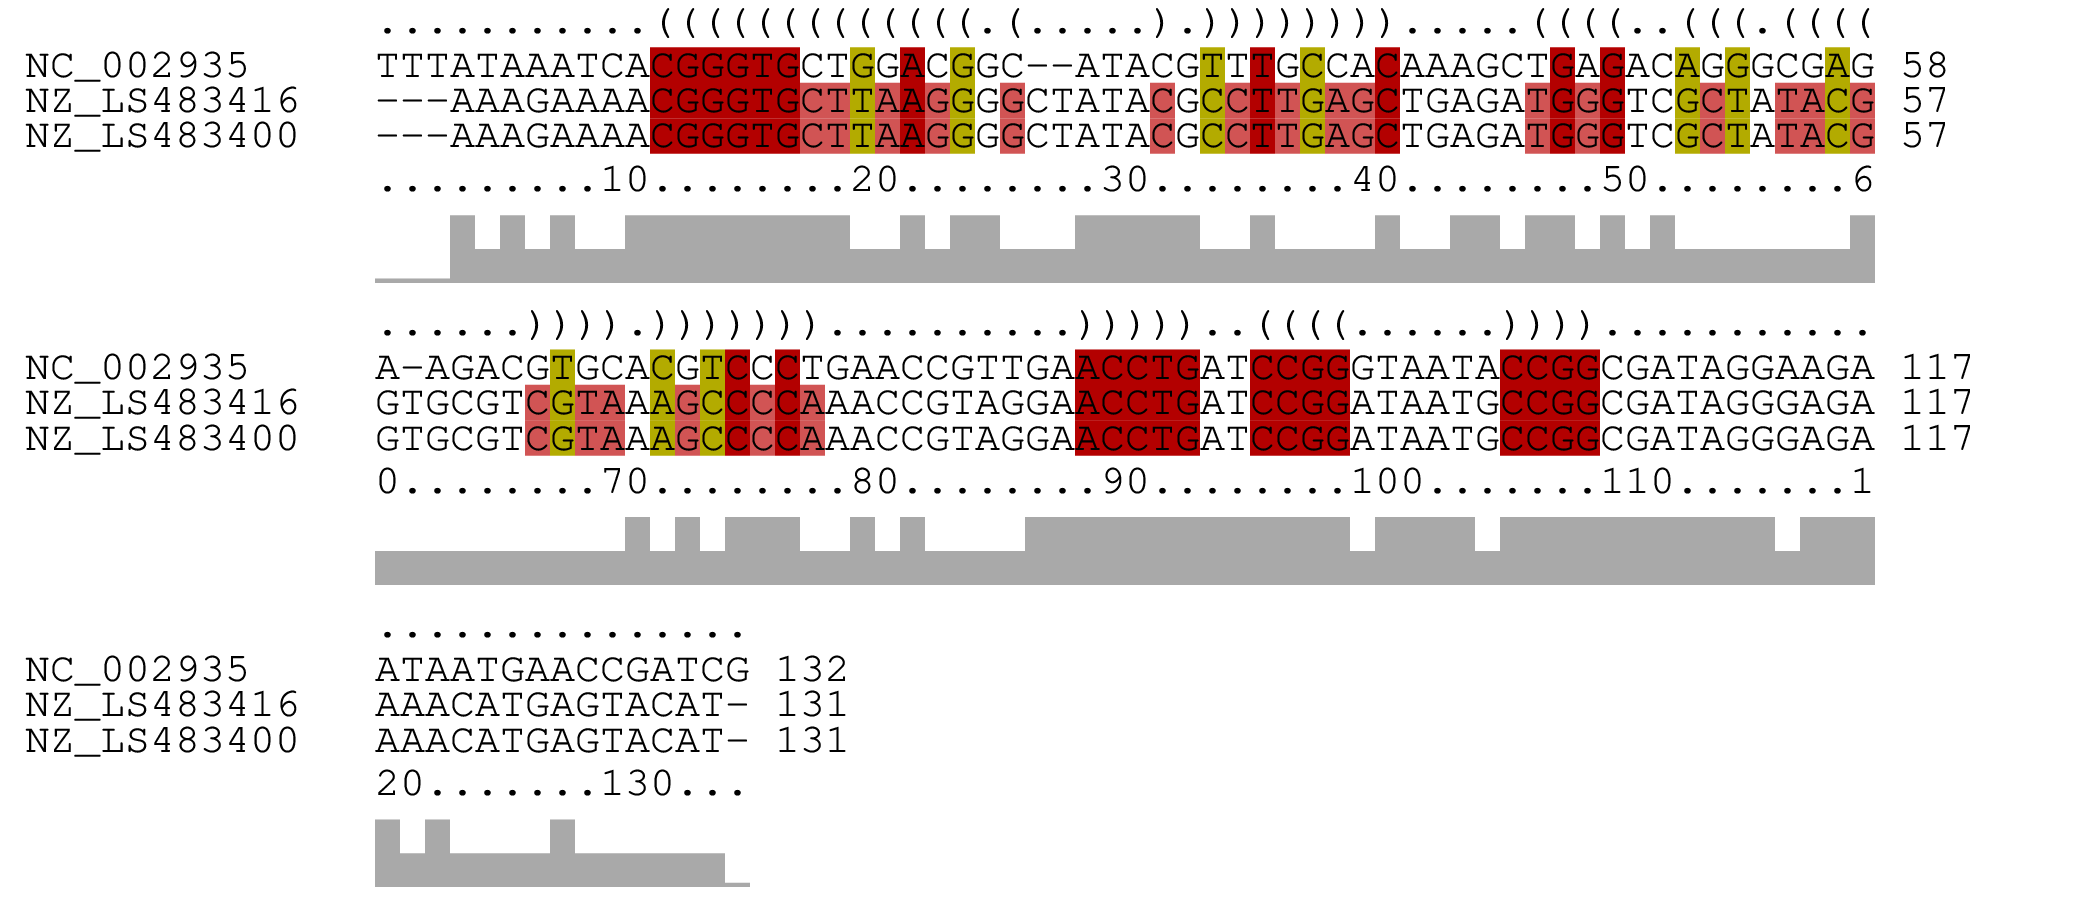 ...........(((((((((((((.(.....).)))))))).....((((..(((.((((
NC_002935 TTTATAAATCACGGGTGCTGGACGGC--ATACGTTTGCCACAAAGCTGAGACAGGGCGAG 58
NZ_LS483416 ---AAAGAAAACGGGTGCTTAAGGGGCTATACGCCTTGAGCTGAGATGGGTCGCTATACG 57
NZ_LS483400 ---AAAGAAAACGGGTGCTTAAGGGGCTATACGCCTTGAGCTGAGATGGGTCGCTATACG 57
.........10........20........30........40........50........6
......)))).)))))))..........)))))..((((......))))...........
NC_002935 A-AGACGTGCACGTCCCTGAACCGTTGAACCTGATCCGGGTAATACCGGCGATAGGAAGA 117
NZ_LS483416 GTGCGTCGTAAAGCCCCAAACCGTAGGAACCTGATCCGGATAATGCCGGCGATAGGGAGA 117
NZ_LS483400 GTGCGTCGTAAAGCCCCAAACCGTAGGAACCTGATCCGGATAATGCCGGCGATAGGGAGA 117
0........70........80........90........100.......110.......1
...............
NC_002935 ATAATGAACCGATCG 132
NZ_LS483416 AAACATGAGTACAT- 131
NZ_LS483400 AAACATGAGTACAT- 131
20.......130...